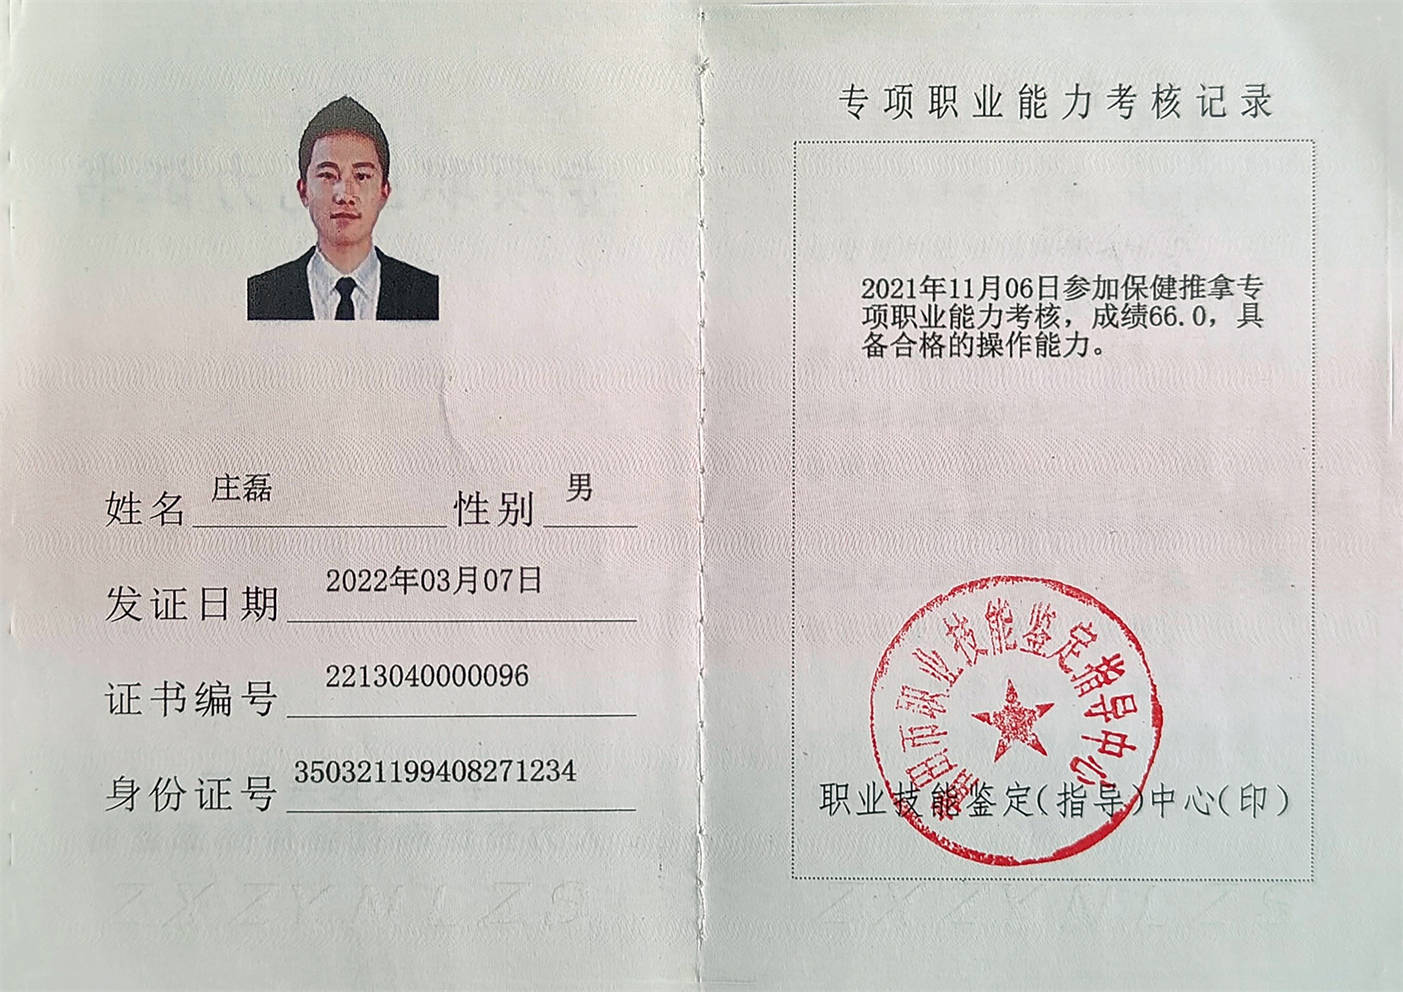 姓名 庄磊 性别 男
发证日期 2022年03月07日
证书编号 2213040000096
身份证号 350321199408271234
专项职业能力考核记录
2021年11月06日参加保健推拿专
项职业能力考核，成绩66.0，具
备合格的操作能力。
莆田市职业技能鉴定指导中心
职业技能鉴定(指导)中心(印)